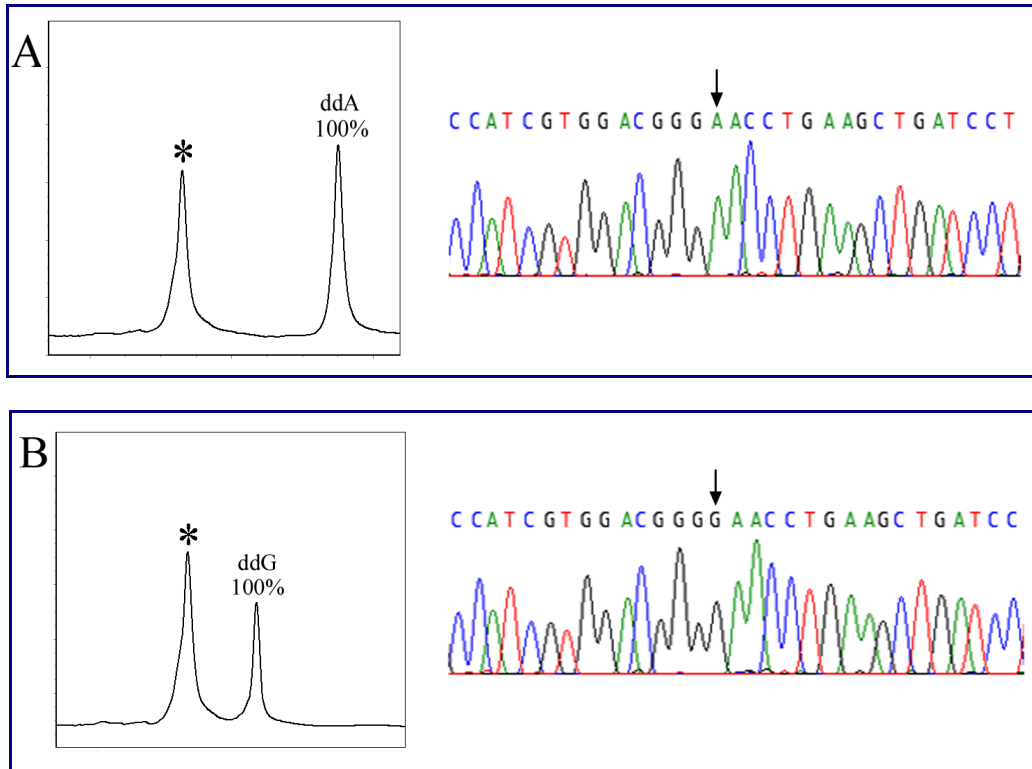 A
*
ddA
100%
CCATCGTGGACGGGAACCTGAAGCTGATCCT
B
*
ddG
100%
CCATCGTGGACGGGGAACCTGAAGCTGATCC